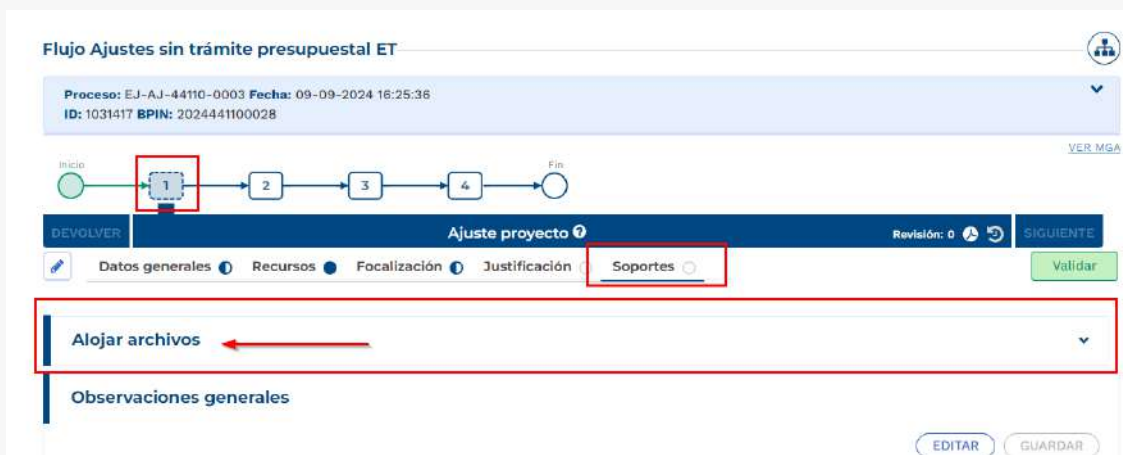 Flujo Ajustes sin trámite presupuestal ET
Proceso: EJ-AJ-44110-0003 Fecha: 09-09-2024 16:25:36
ID: 1031417 BPIN: 2024441100028
VER MGA
Inicio
Fin
1 2 3 4
DEVOLVER Ajuste proyecto Revisión: 0 SIGUIENTE
Datos generales Recursos Focalización Justificación Soportes Validar
Alojar archivos
Observaciones generales
EDITAR GUARDAR